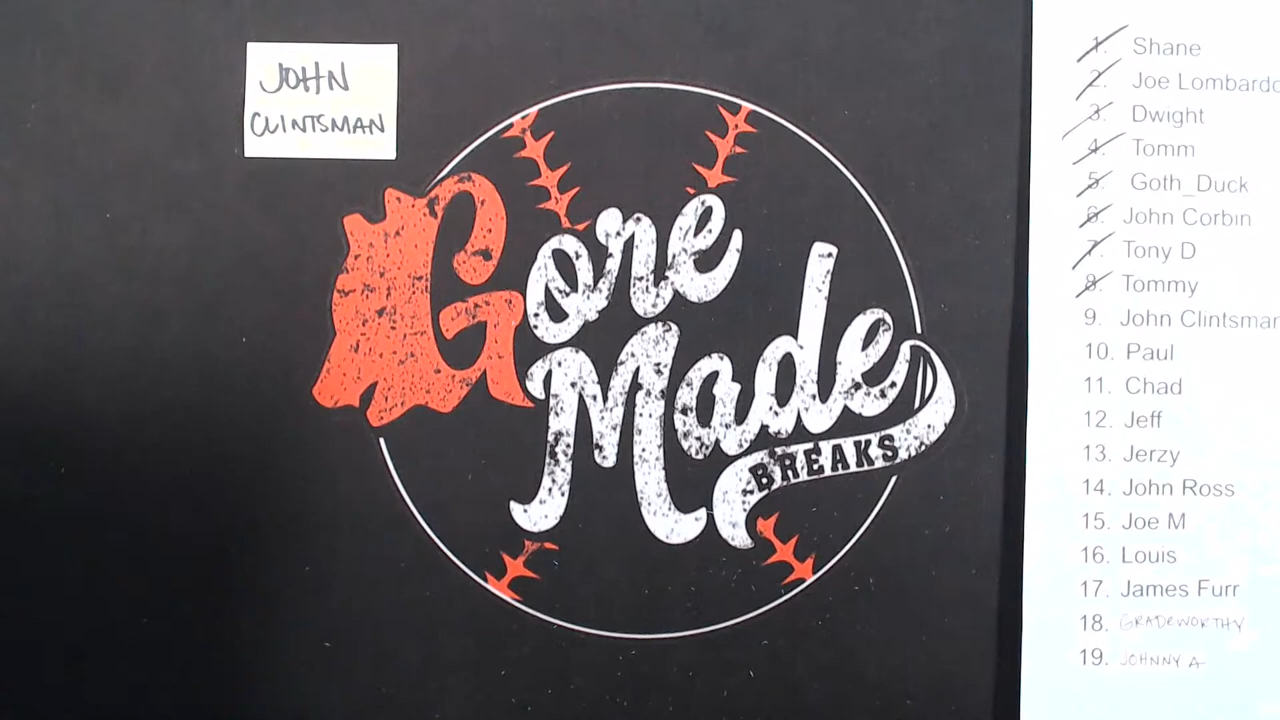 JOHN
CLINTSMAN
Gore
Made
BREAKS
1. Shane
2. Joe Lombardo
3. Dwight
4. Tomm
5. Goth_Duck
6. John Corbin
7. Tony D
8. Tommy
9. John Clintsman
10. Paul
11. Chad
12. Jeff
13. Jerzy
14. John Ross
15. Joe M
16. Louis
17. James Furr
18. GRADEWORTHY
19. JOHNNY A